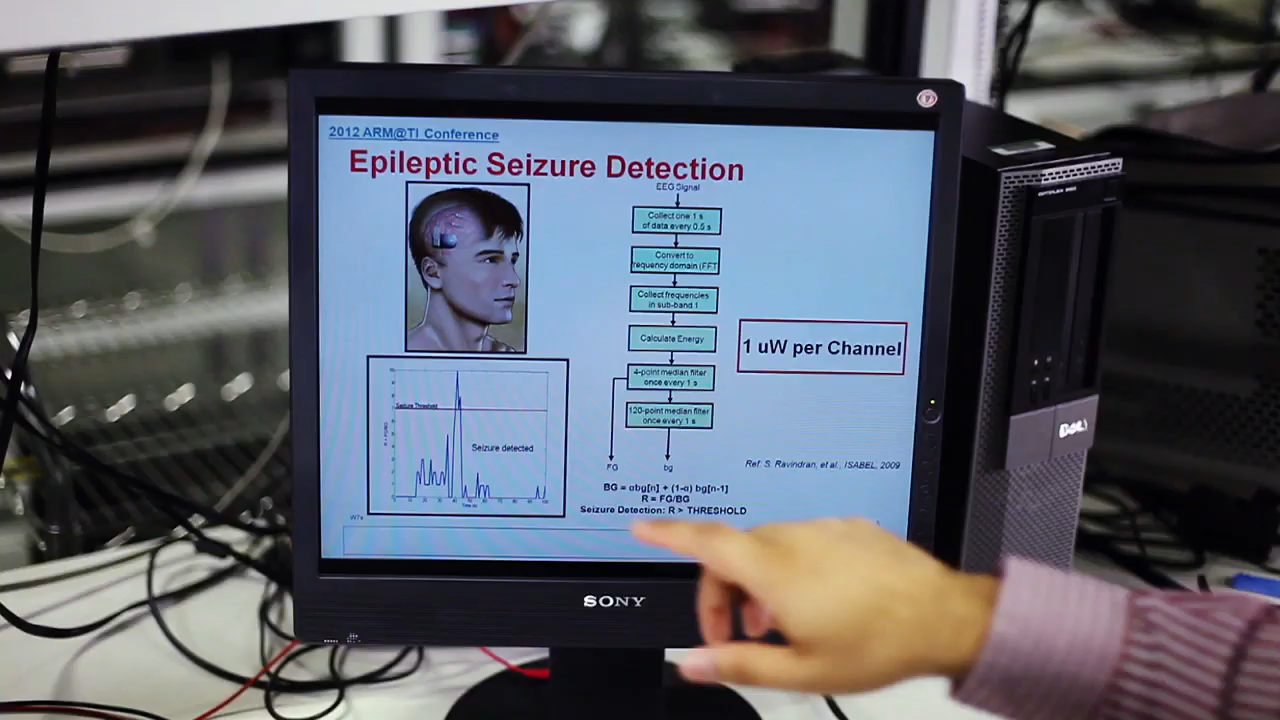 2012 ARM@TI Conference
Epileptic Seizure Detection
EEG Signal
Collect one 1 s
of data every 0.5 s
Convert to
frequency domain (FFT
Collect frequencies
in sub-band 1
Calculate Energy
4-point median filter
once every 1 s
120-point median filter
once every 1 s
FG
bg
1 uW per Channel
Seizure Threshold
Seizure detected
R = FG/BG
Time (s)
Ref: S. Ravindran, et al., ISABEL, 2009
BG = αbg[n] + (1-α) bg[n-1]
R = FG/BG
Seizure Detection: R > THRESHOLD
SONY
DELL